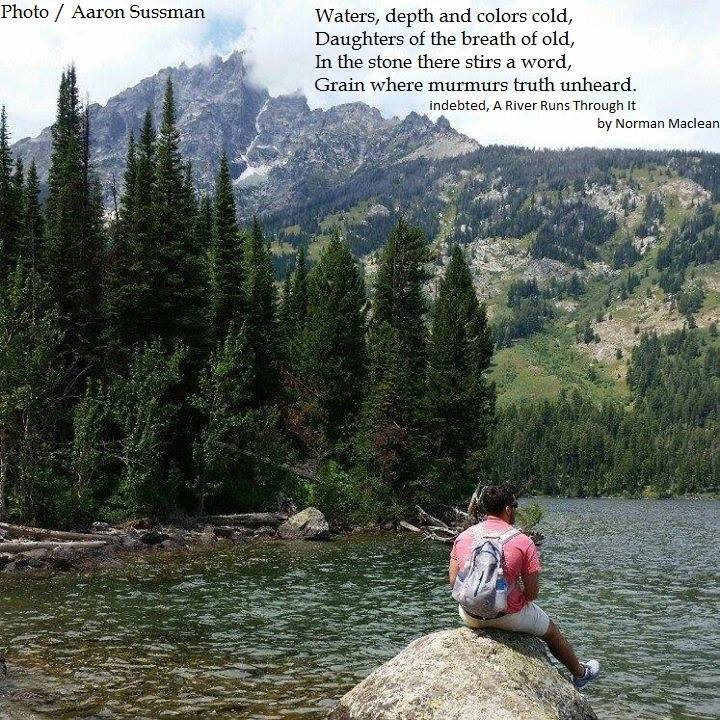 Photo / Aaron Sussman
Waters, depth and colors cold,
Daughters of the breath of old,
In the stone there stirs a word,
Grain where murmurs truth unheard.
indebted, A River Runs Through It
by Norman Maclean